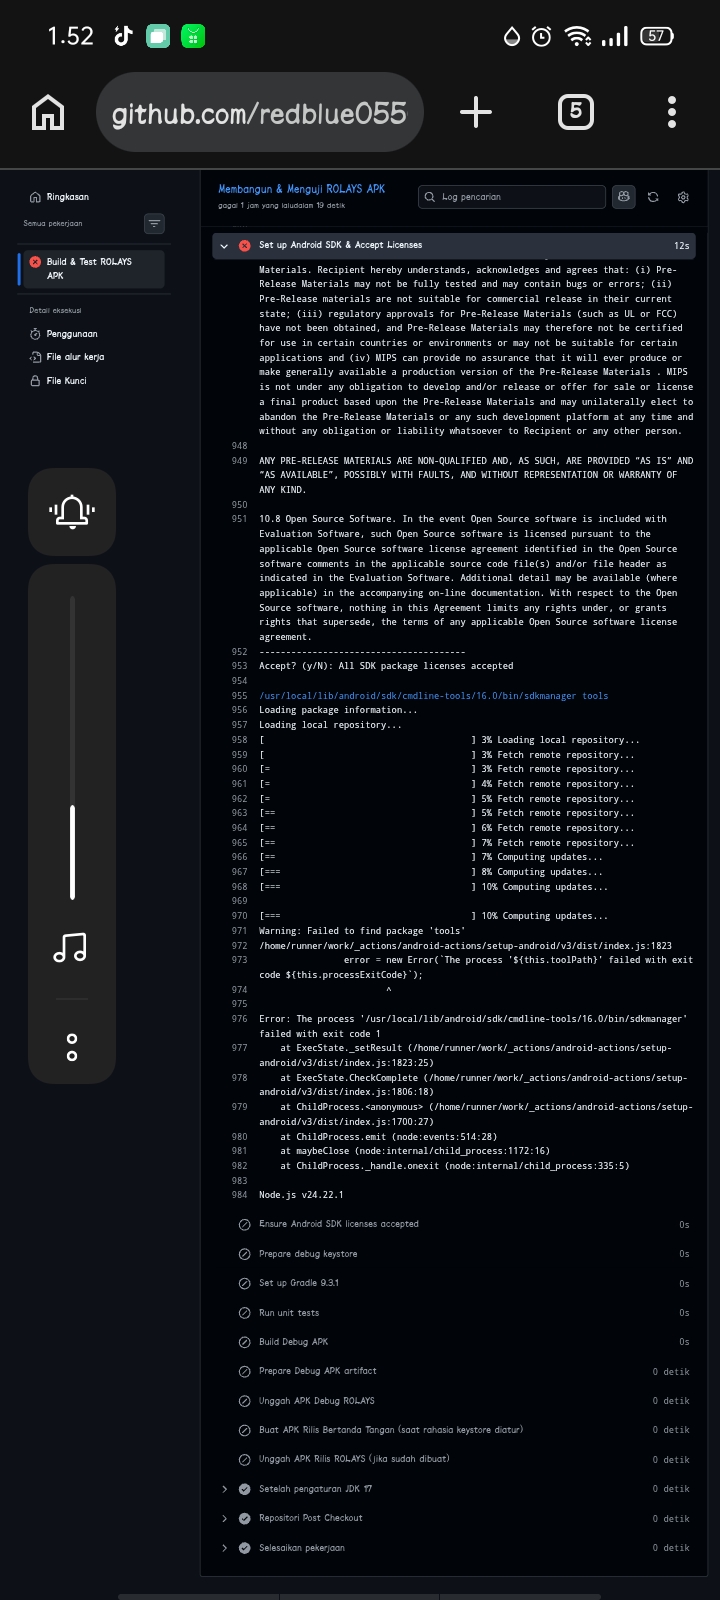 1.52
57
github.com/redblue055
5
Ringkasan
Semua pekerjaan
Build & Test ROLAYS
APK
Detail eksekusi
Penggunaan
File alur kerja
File Kunci
Membangun & Menguji ROLAYS APK
gagal 1 jam yang laludalam 19 detik
Log pencarian
Set up Android SDK & Accept Licenses 12s
Materials. Recipient hereby understands, acknowledges and agrees that: (i) Pre-
Release Materials may not be fully tested and may contain bugs or errors; (ii)
Pre-Release materials are not suitable for commercial release in their current
state; (iii) regulatory approvals for Pre-Release Materials (such as UL or FCC)
have not been obtained, and Pre-Release Materials may therefore not be certified
for use in certain countries or environments or may not be suitable for certain
applications and (iv) MIPS can provide no assurance that it will ever produce or
make generally available a production version of the Pre-Release Materials . MIPS
is not under any obligation to develop and/or release or offer for sale or license
a final product based upon the Pre-Release Materials and may unilaterally elect to
abandon the Pre-Release Materials or any such development platform at any time and
without any obligation or liability whatsoever to Recipient or any other person.
948
949 ANY PRE-RELEASE MATERIALS ARE NON-QUALIFIED AND, AS SUCH, ARE PROVIDED “AS IS” AND
“AS AVAILABLE”, POSSIBLY WITH FAULTS, AND WITHOUT REPRESENTATION OR WARRANTY OF
ANY KIND.
950
951 10.8 Open Source Software. In the event Open Source software is included with
Evaluation Software, such Open Source software is licensed pursuant to the
applicable Open Source software license agreement identified in the Open Source
software comments in the applicable source code file(s) and/or file header as
indicated in the Evaluation Software. Additional detail may be available (where
applicable) in the accompanying on-line documentation. With respect to the Open
Source software, nothing in this Agreement limits any rights under, or grants
rights that supersede, the terms of any applicable Open Source software license
agreement.
952 ---------------------------------------
953 Accept? (y/N): All SDK package licenses accepted
954
955 /usr/local/lib/android/sdk/cmdline-tools/16.0/bin/sdkmanager tools
956 Loading package information...
957 Loading local repository...
958 [ ] 3% Loading local repository...
959 [ ] 3% Fetch remote repository...
960 [= ] 3% Fetch remote repository...
961 [= ] 4% Fetch remote repository...
962 [= ] 5% Fetch remote repository...
963 [== ] 5% Fetch remote repository...
964 [== ] 6% Fetch remote repository...
965 [== ] 7% Fetch remote repository...
966 [== ] 7% Computing updates...
967 [=== ] 8% Computing updates...
968 [=== ] 10% Computing updates...
969
970 [=== ] 10% Computing updates...
971 Warning: Failed to find package 'tools'
972 /home/runner/work/_actions/android-actions/setup-android/v3/dist/index.js:1823
973 error = new Error(`The process '${this.toolPath}' failed with exit
code ${this.processExitCode}`);
974 ^
975
976 Error: The process '/usr/local/lib/android/sdk/cmdline-tools/16.0/bin/sdkmanager'
failed with exit code 1
977 at ExecState._setResult (/home/runner/work/_actions/android-actions/setup-
android/v3/dist/index.js:1823:25)
978 at ExecState.CheckComplete (/home/runner/work/_actions/android-actions/setup-
android/v3/dist/index.js:1806:18)
979 at ChildProcess.<anonymous> (/home/runner/work/_actions/android-actions/setup-
android/v3/dist/index.js:1700:27)
980 at ChildProcess.emit (node:events:514:28)
981 at maybeClose (node:internal/child_process:1172:16)
982 at ChildProcess._handle.onexit (node:internal/child_process:335:5)
983
984 Node.js v24.22.1
Ensure Android SDK licenses accepted 0s
Prepare debug keystore 0s
Set up Gradle 9.3.1 0s
Run unit tests 0s
Build Debug APK 0s
Prepare Debug APK artifact 0 detik
Unggah APK Debug ROLAYS 0 detik
Buat APK Rilis Bertanda Tangan (saat rahasia keystore diatur) 0 detik
Unggah APK Rilis ROLAYS (jika sudah dibuat) 0 detik
Setelah pengaturan JDK 17 0 detik
Repositori Post Checkout 0 detik
Selesaikan pekerjaan 0 detik